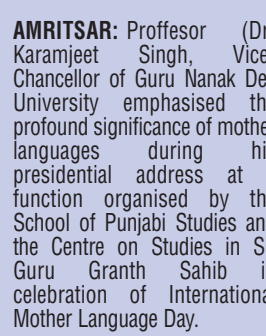 AMRITSAR: Proffesor (Dr
Karamjeet Singh, Vice
Chancellor of Guru Nanak De
University emphasised th
profound significance of mothe
languages during hi
presidential address at
function organised by th
School of Punjabi Studies an
the Centre on Studies in S
Guru Granth Sahib i
celebration of Internationa
Mother Language Day.